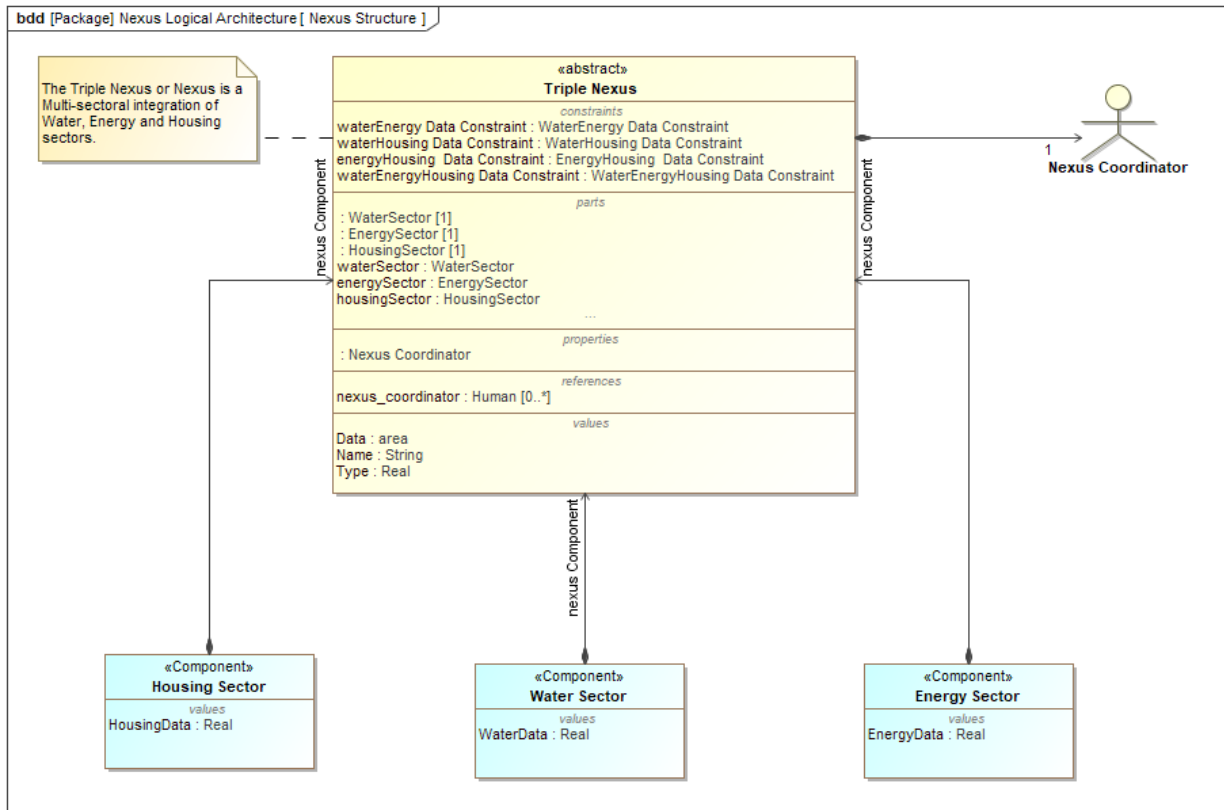 bdd [Package] Nexus Logical Architecture [ Nexus Structure ]
The Triple Nexus or Nexus is a
Multi-sectoral integration of
Water, Energy and Housing
sectors.
«abstract»
Triple Nexus
constraints
waterEnergy Data Constraint : WaterEnergy Data Constraint
waterHousing Data Constraint : WaterHousing Data Constraint
energyHousing  Data Constraint : EnergyHousing  Data Constraint
waterEnergyHousing Data Constraint : WaterEnergyHousing Data Constraint
parts
: WaterSector [1]
: EnergySector [1]
: HousingSector [1]
waterSector : WaterSector
energySector : EnergySector
housingSector : HousingSector
...
properties
: Nexus Coordinator
references
nexus_coordinator : Human [0..*]
values
Data : area
Name : String
Type : Real
1
Nexus Coordinator
nexus Component
nexus Component
nexus Component
«Component»
Housing Sector
values
HousingData : Real
«Component»
Water Sector
values
WaterData : Real
«Component»
Energy Sector
values
EnergyData : Real